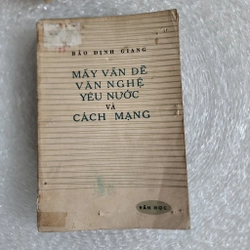 BẢO ĐỊNH GIANG
MẤY VẤN ĐỀ
VĂN NGHỆ
YÊU NƯỚC
VÀ
CÁCH MẠNG
VĂN HỌC